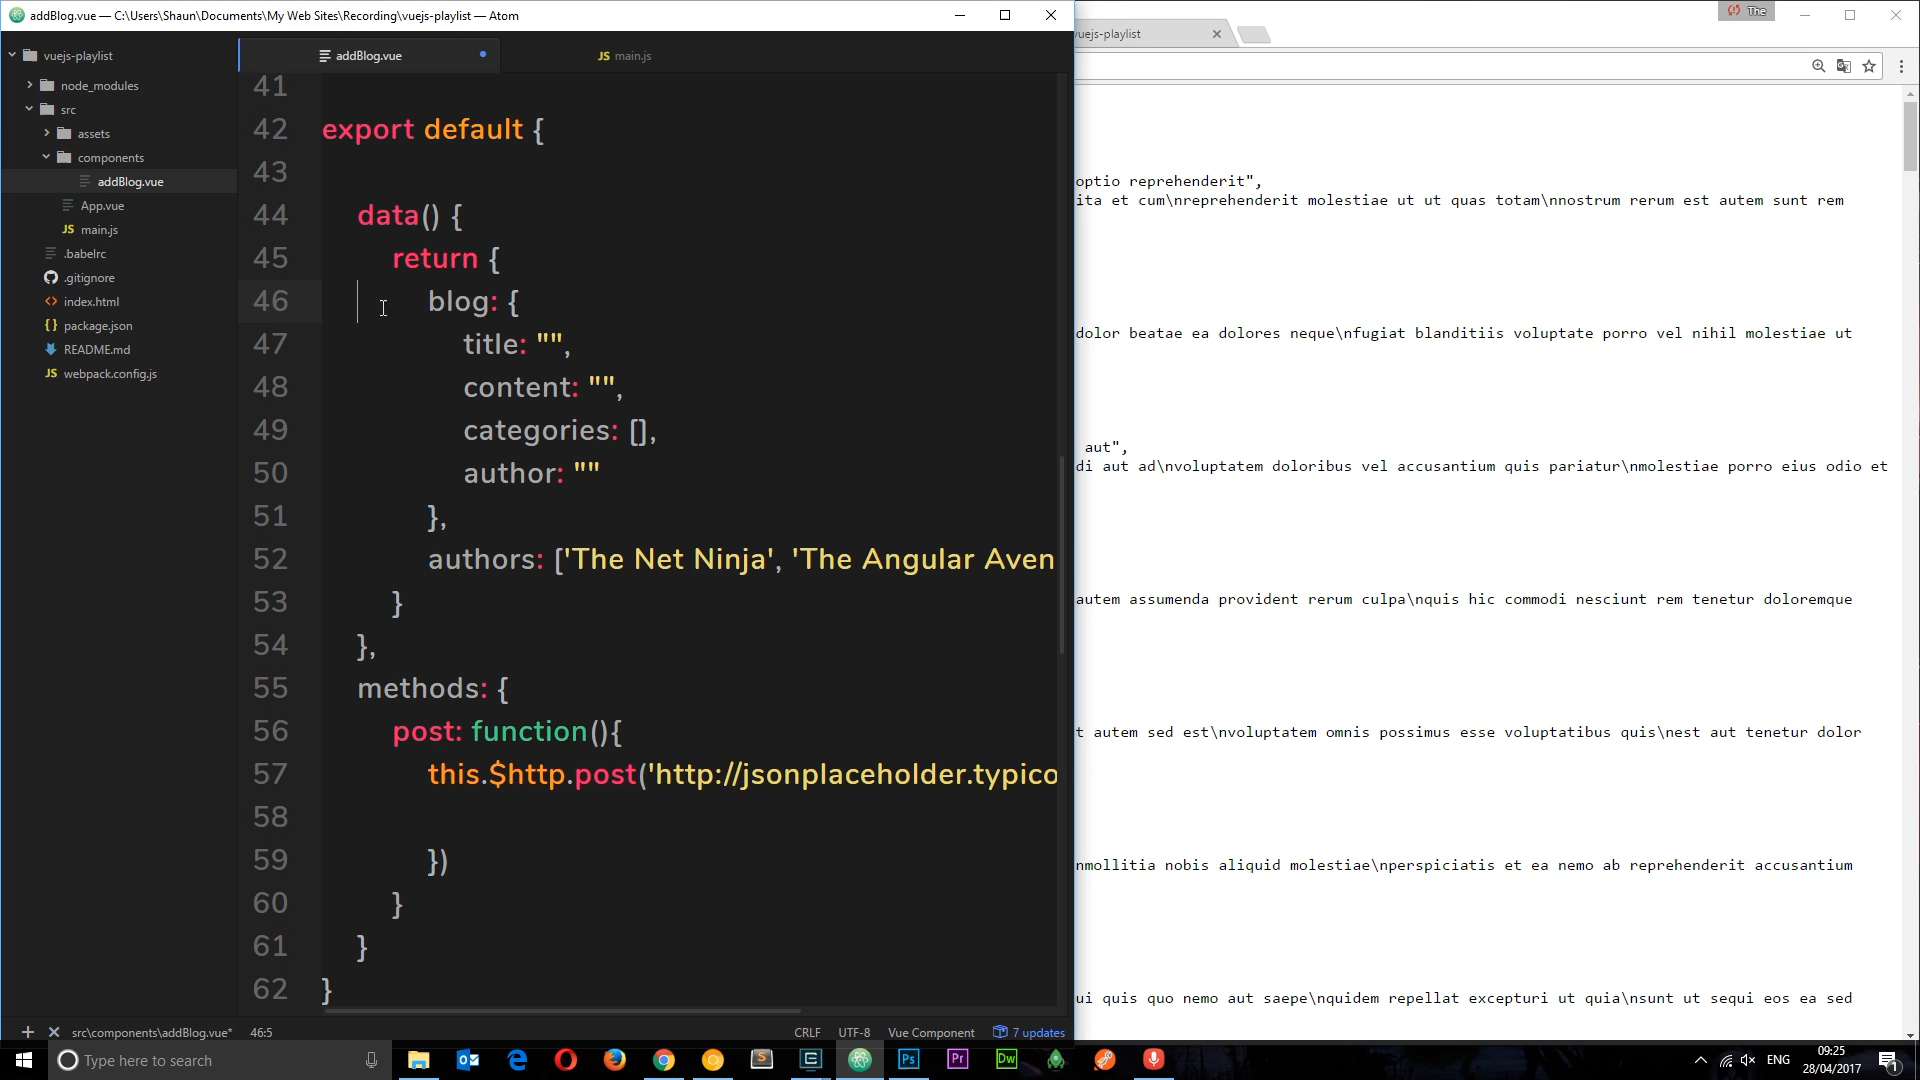 addBlog.vue — C:\Users\Shaun\Documents\My Web Sites\Recording\vuejs-playlist — Atom
The
vuejs-playlist
node_modules
src
assets
components
addBlog.vue
App.vue
JS main.js
.babelrc
.gitignore
index.html
package.json
README.md
JS webpack.config.js
addBlog.vue
JS main.js
41
42 export default {
43
44 data() {
45 return {
46 blog: {
47 title: "",
48 content: "",
49 categories: [],
50 author: ""
51 },
52 authors: ['The Net Ninja', 'The Angular Aven
53 }
54 },
55 methods: {
56 post: function(){
57 this.$http.post('http://jsonplaceholder.typico
58
59 })
60 }
61 }
62 }
src\components\addBlog.vue* 46:5 CRLF UTF-8 Vue Component 7 updates
uejs-playlist
optio reprehenderit",
ita et cum\nreprehenderit molestiae ut ut quas totam\nnostrum rerum est autem sunt rem
dolor beatae ea dolores neque\nfugiat blanditiis voluptate porro vel nihil molestiae ut
aut",
di aut ad\nvoluptatem doloribus vel accusantium quis pariatur\nmolestiae porro eius odio et
autem assumenda provident rerum culpa\nquis hic commodi nesciunt rem tenetur doloremque
t autem sed est\nvoluptatem omnis possimus esse voluptatibus quis\nest aut tenetur dolor
nmollitia nobis aliquid molestiae\nperspiciatis et ea nemo ab reprehenderit accusantium
ui quis quo nemo aut saepe\nquidem repellat excepturi ut quia\nsunt ut sequi eos ea sed
Type here to search
Ps
Pr
Dw
ENG
09:25
28/04/2017
1